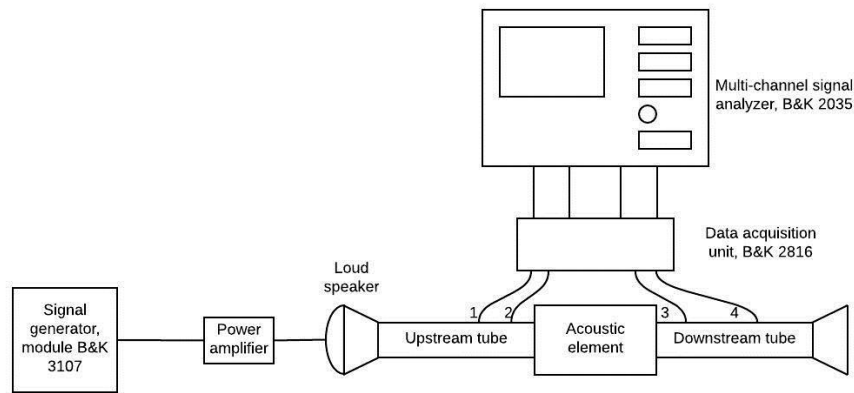 Multi-channel signal
analyzer, B&K 2035
Data acquisition
unit, B&K 2816
Loud
speaker
Signal
generator,
module B&K
3107
Power
amplifier
1
2
3
4
Upstream tube
Acoustic
element
Downstream tube